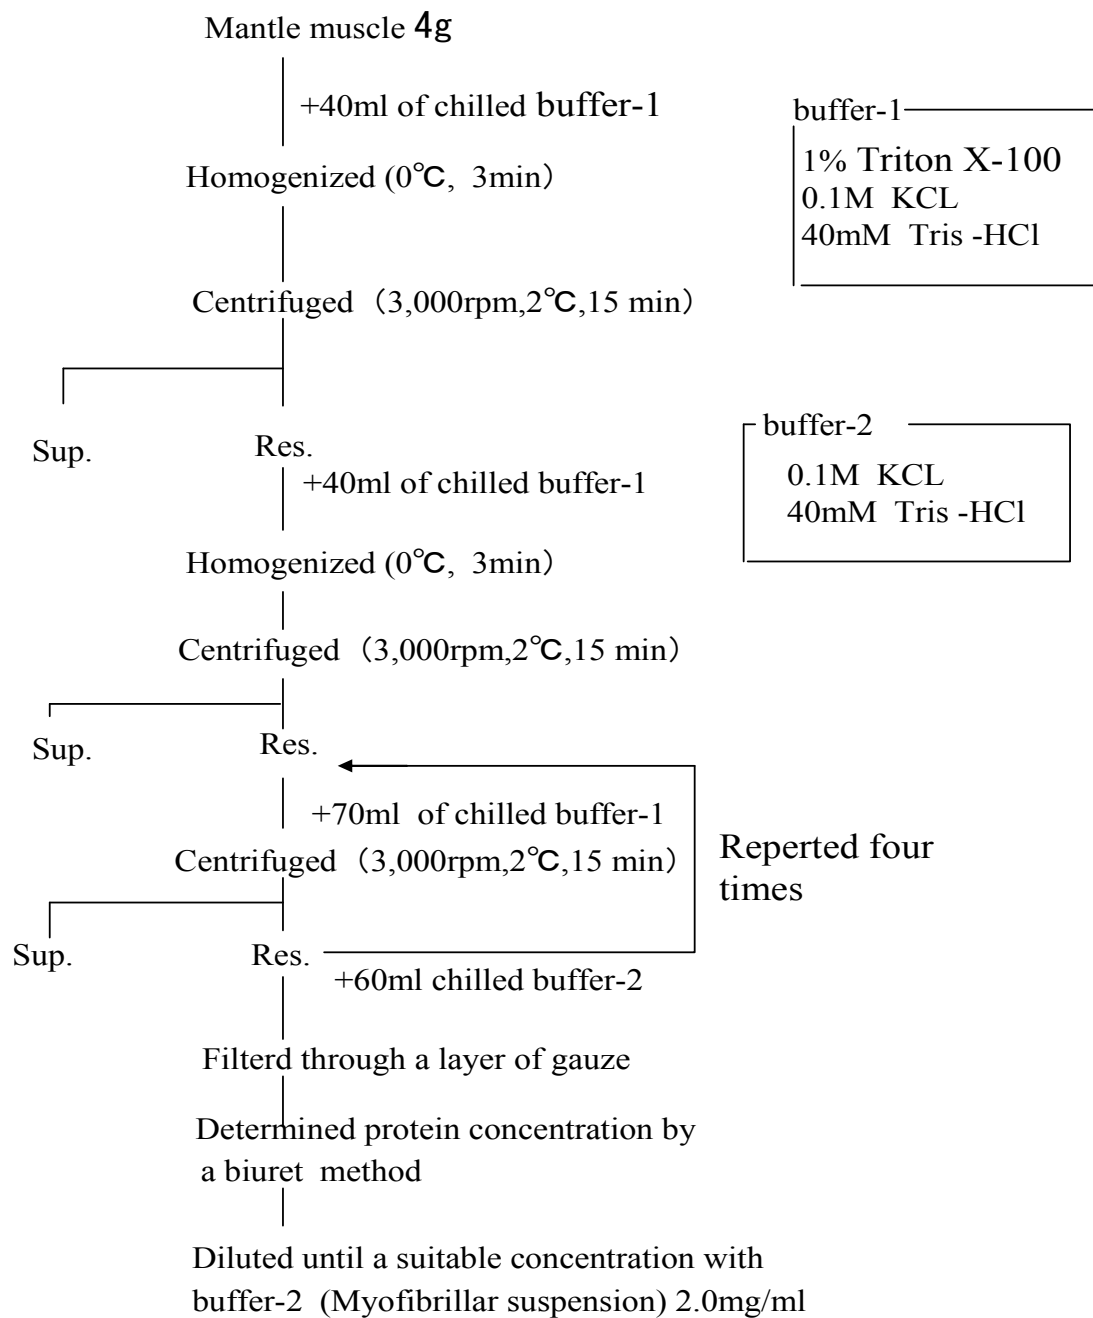 Mantle muscle 4g
+40ml of chilled buffer-1
Homogenized (0℃, 3min）
Centrifuged（3,000rpm,2℃,15 min）
Sup.
Res.
+40ml of chilled buffer-1
Homogenized (0℃, 3min）
Centrifuged（3,000rpm,2℃,15 min）
Sup.
Res.
+70ml of chilled buffer-1
Centrifuged（3,000rpm,2℃,15 min）
Reperted four
times
Sup.
Res.
+60ml chilled buffer-2
Filterd through a layer of gauze
Determined protein concentration by
a biuret method
Diluted until a suitable concentration with
buffer-2 (Myofibrillar suspension) 2.0mg/ml
buffer-1
1% Triton X-100
0.1M KCL
40mM Tris -HCl
buffer-2
0.1M KCL
40mM Tris -HCl